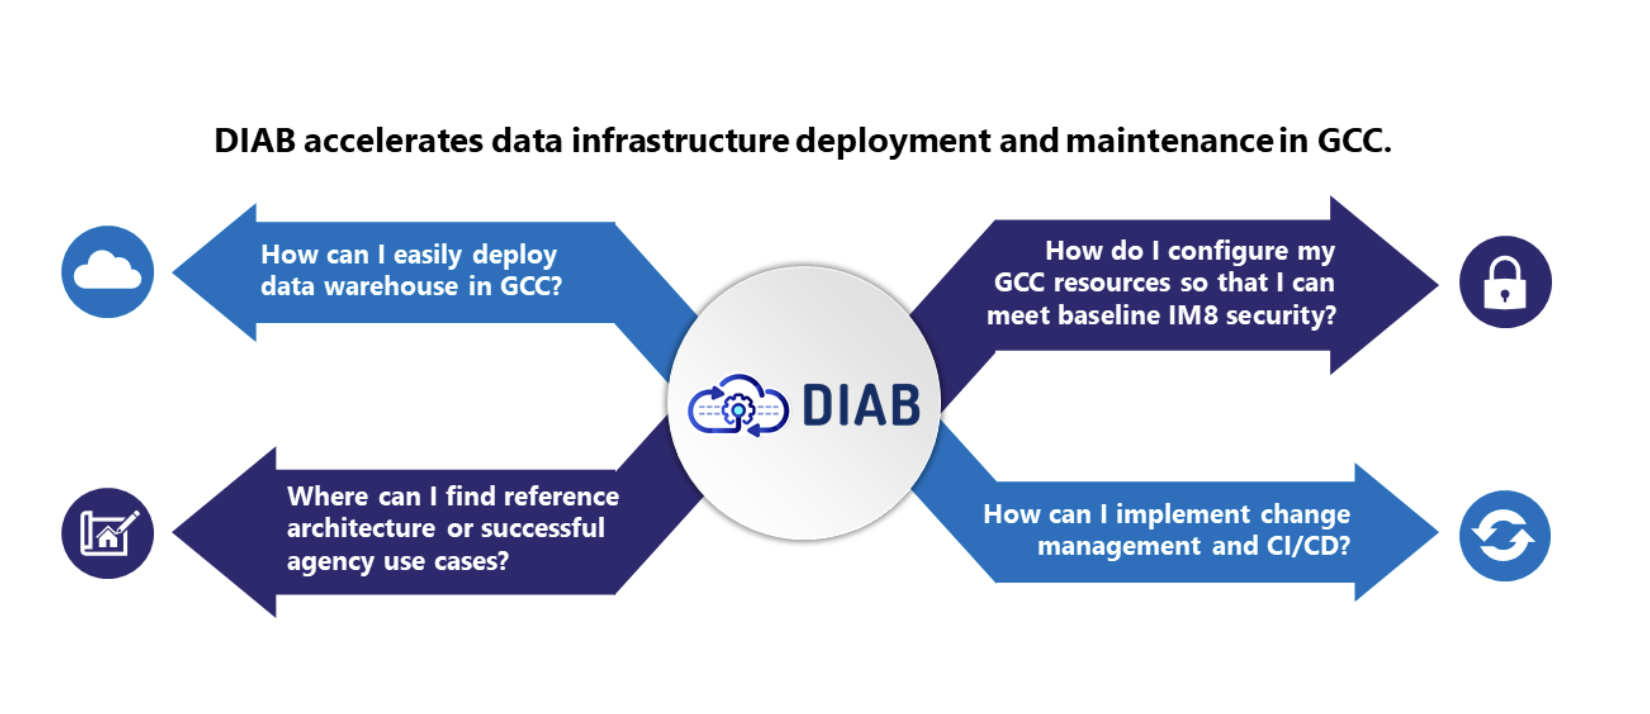 DIAB accelerates data infrastructure deployment and maintenance in GCC.
How can I easily deploy
data warehouse in GCC?
How do I configure my
GCC resources so that I can
meet baseline IM8 security?
DIAB
Where can I find reference
architecture or successful
agency use cases?
How can I implement change
management and CI/CD?